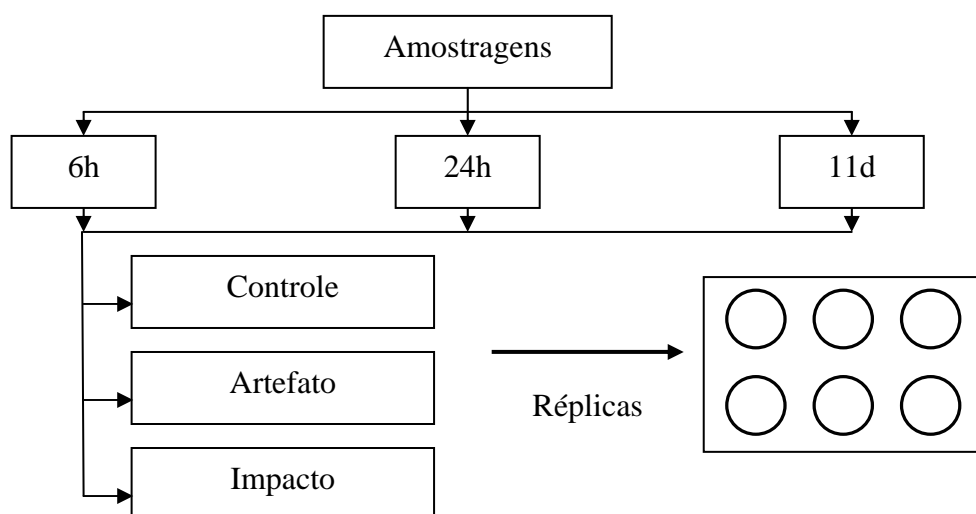 Amostragens
6h
24h
11d
Controle
Artefato
Réplicas
Impacto